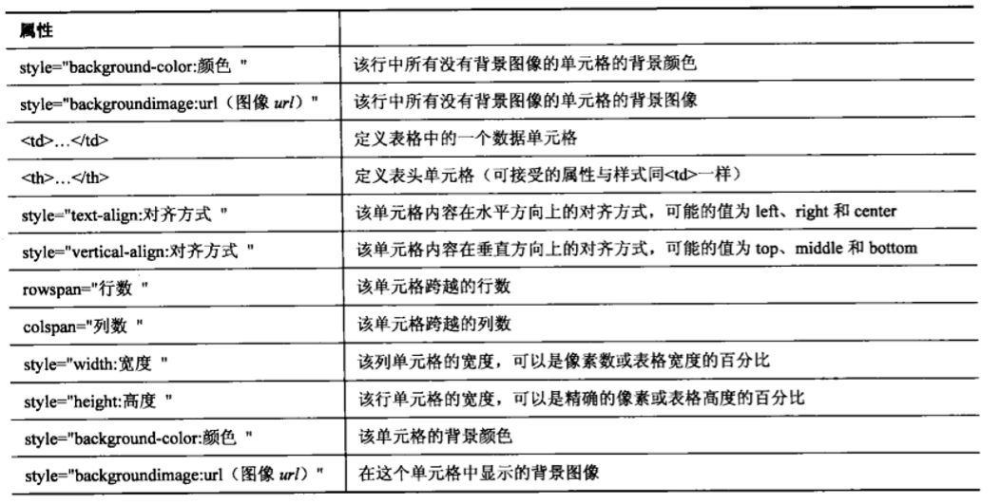 属性
style="background-color:颜色 " 该行中所有没有背景图像的单元格的背景颜色
style="backgroundimage:url（图像 url）" 该行中所有没有背景图像的单元格的背景图像
<td>…</td> 定义表格中的一个数据单元格
<th>…</th> 定义表头单元格（可接受的属性与样式同<td>一样）
style="text-align:对齐方式 " 该单元格内容在水平方向上的对齐方式，可能的值为 left、right 和 center
style="vertical-align:对齐方式 " 该单元格内容在垂直方向上的对齐方式，可能的值为 top、middle 和 bottom
rowspan="行数 " 该单元格跨越的行数
colspan="列数 " 该单元格跨越的列数
style="width:宽度 " 该列单元格的宽度，可以是像素数或表格宽度的百分比
style="height:高度 " 该行单元格的宽度，可以是精确的像素或表格高度的百分比
style="background-color:颜色 " 该单元格的背景颜色
style="backgroundimage:url（图像 url）" 在这个单元格中显示的背景图像